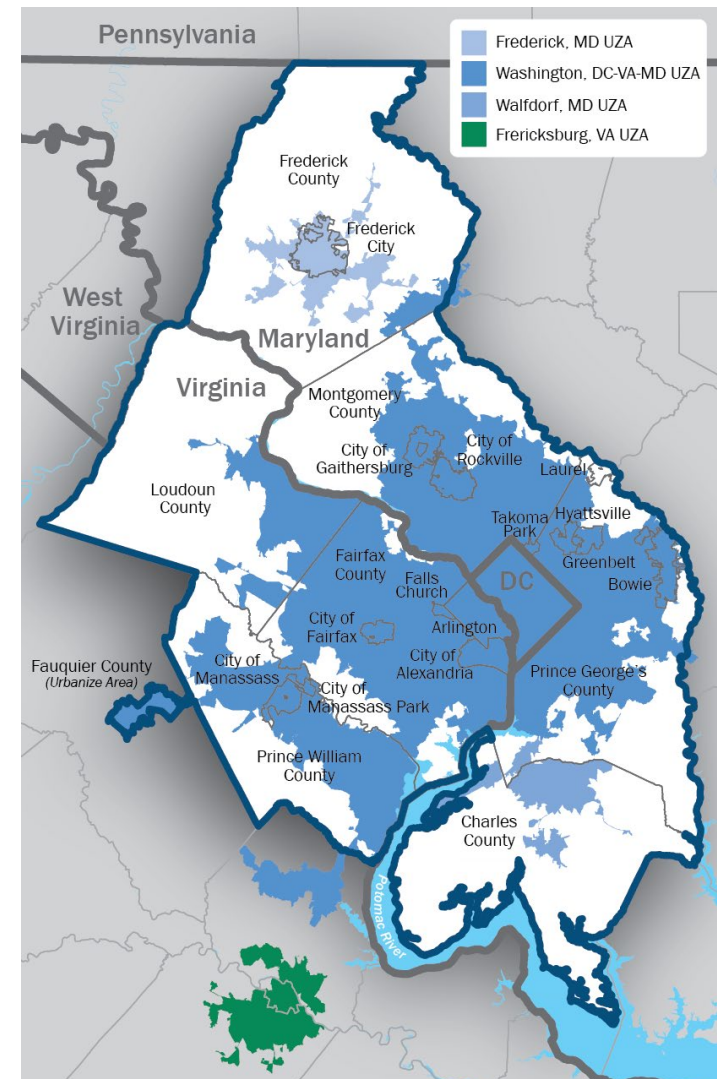 Pennsylvania
Frederick, MD UZA
Washington, DC-VA-MD UZA
Walfdorf, MD UZA
Frericksburg, VA UZA
Frederick
County
Frederick
City
West
Virginia
Maryland
Virginia
Montgomery
County
City of
Gaithersburg
City of
Rockville
Laurel
Loudoun
County
Takoma
Park
Hyattsville
Fairfax
County
Falls
Church
DC
Greenbelt
Bowie
City of
Fairfax
Arlington
City of
Alexandria
Fauquier County
(Urbanize Area)
City of
Manassass
City of
Manassass Park
Prince George's
County
Prince William
County
Charles
County
Potomac River